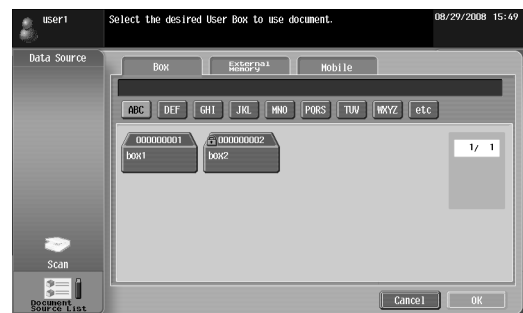 user1
Select the desired User Box to use document.
08/29/2008 15:49
Data Source
Box
External
Memory
Mobile
ABC DEF GHI JKL MNO PQRS TUV WXYZ etc
000000001 000000002
box1 box2
1/ 1
Scan
Document
Source List
Cancel OK